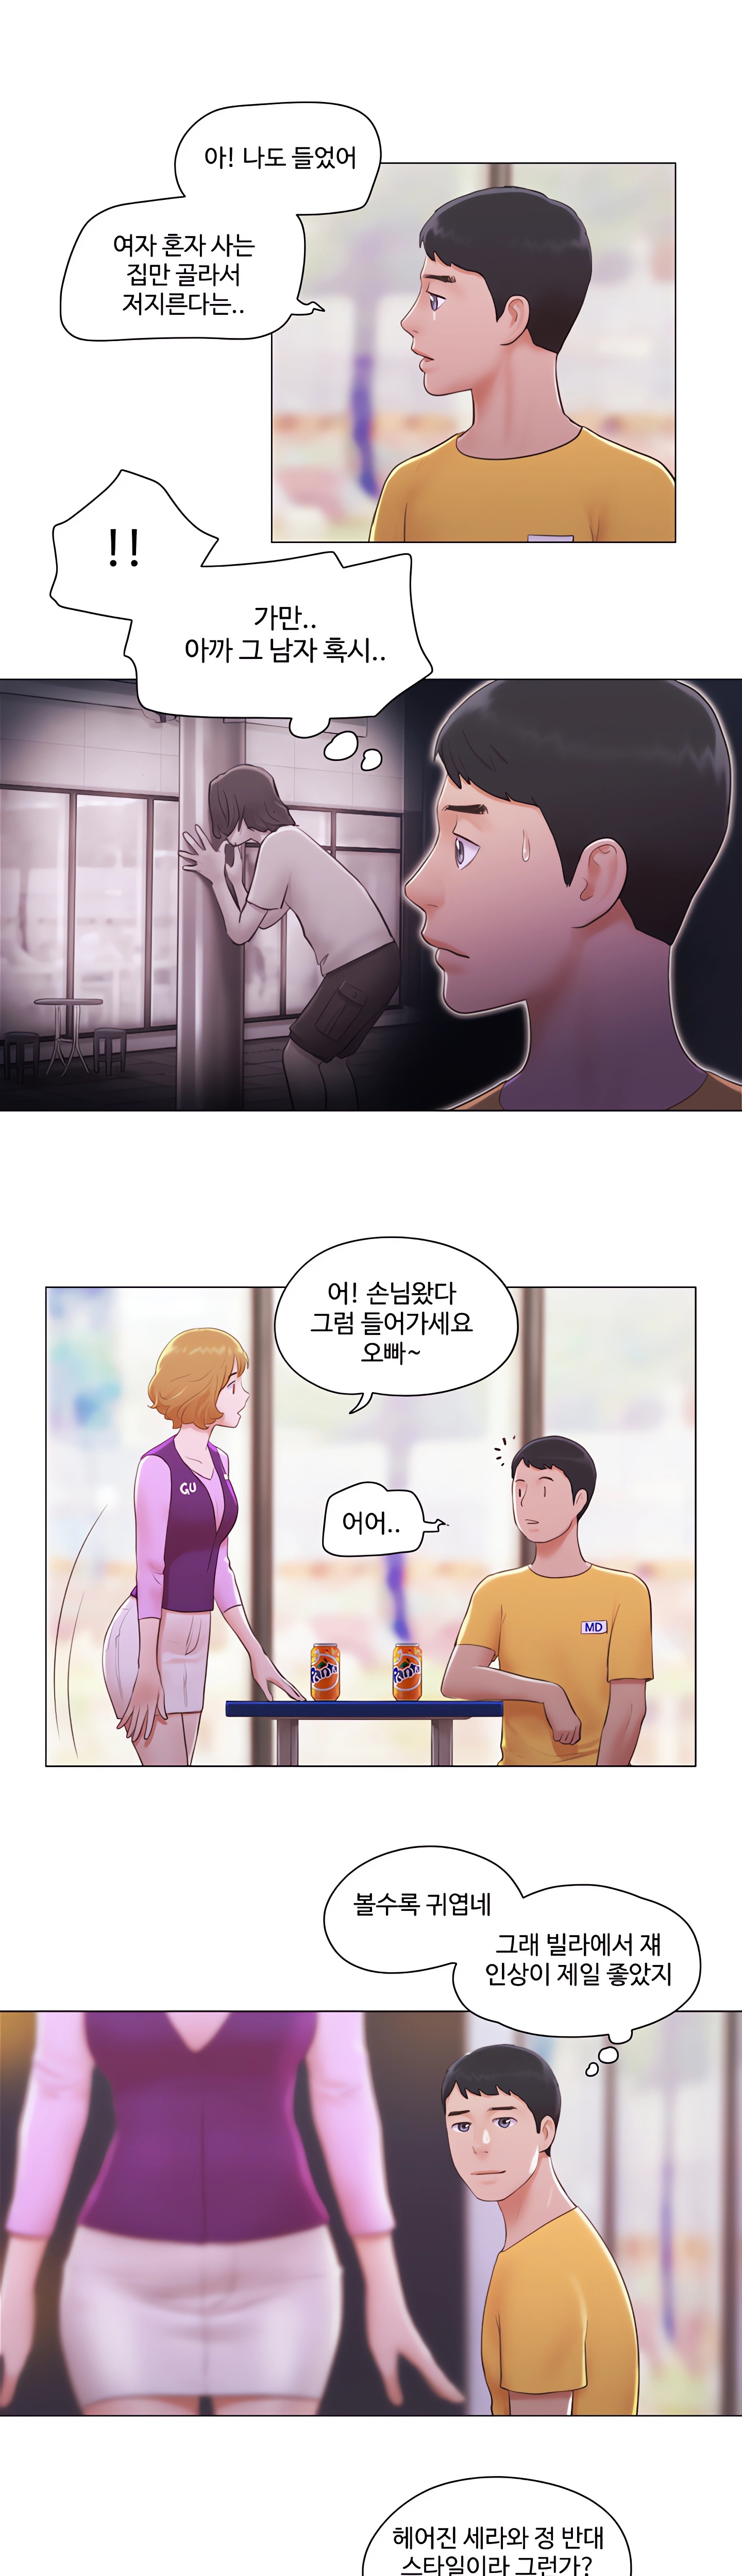 아! 나도 들었어
여자 혼자 사는
집만 골라서
저지른다는..
!!
가만..
아까 그 남자 혹시..
어! 손님왔다
그럼 들어가세요
오빠~
GU
어어..
MD
Fanta
Fanta
볼수록 귀엽네
그래 빌라에서 쟤
인상이 제일 좋았지
헤어진 세라와 정 반대
스타일이라 그런가?